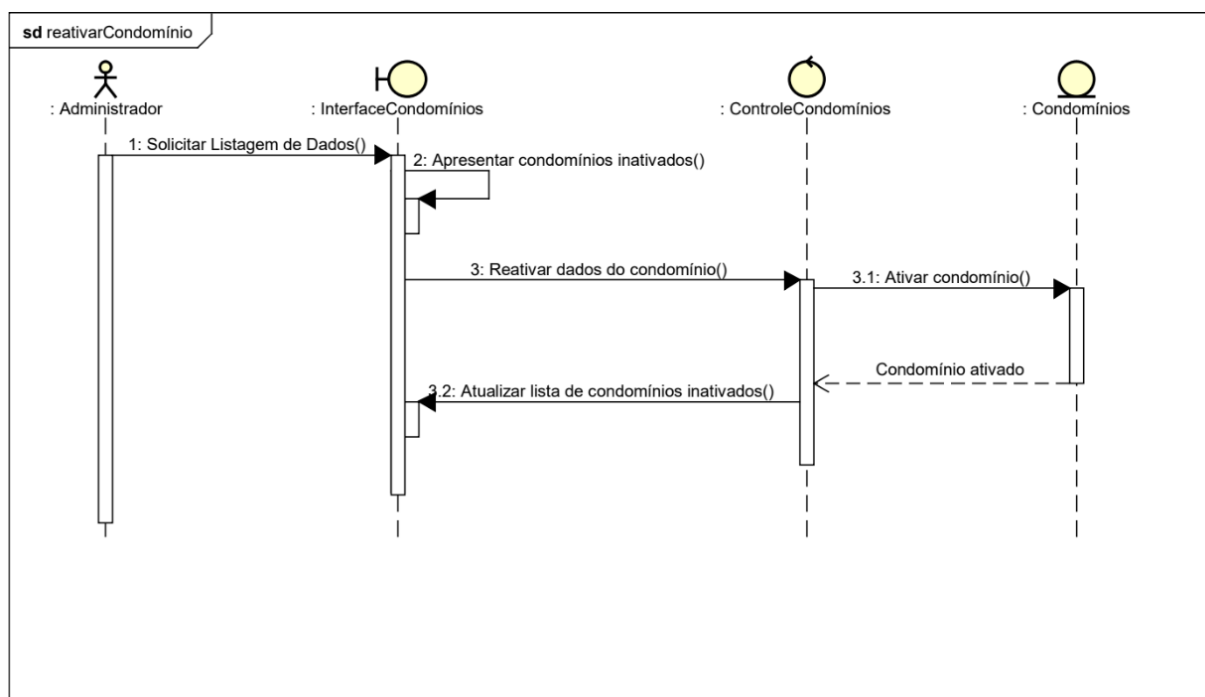 sd reativarCondomínio
: Administrador
: InterfaceCondomínios
: ControleCondomínios
: Condomínios
1: Solicitar Listagem de Dados()
2: Apresentar condomínios inativados()
3: Reativar dados do condomínio()
3.1: Ativar condomínio()
Condomínio ativado
3.2: Atualizar lista de condomínios inativados()